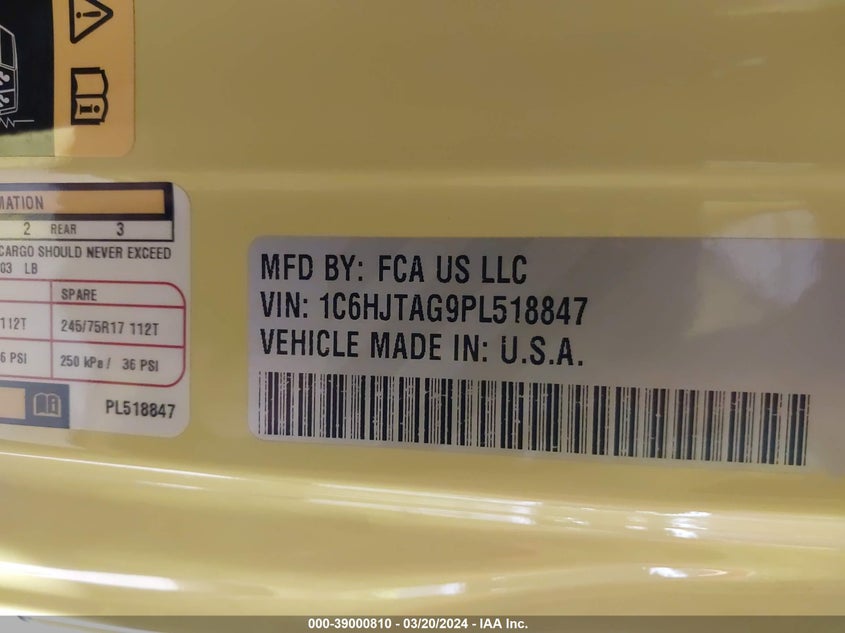 MATION
2 REAR 3
CARGO SHOULD NEVER EXCEED
03 LB
SPARE
112T 245/75R17 112T
6 PSI 250 kPa / 36 PSI
PL518847
MFD BY: FCA US LLC
VIN: 1C6HJTAG9PL518847
VEHICLE MADE IN: U.S.A.
000-39000810 - 03/20/2024 - IAA Inc.